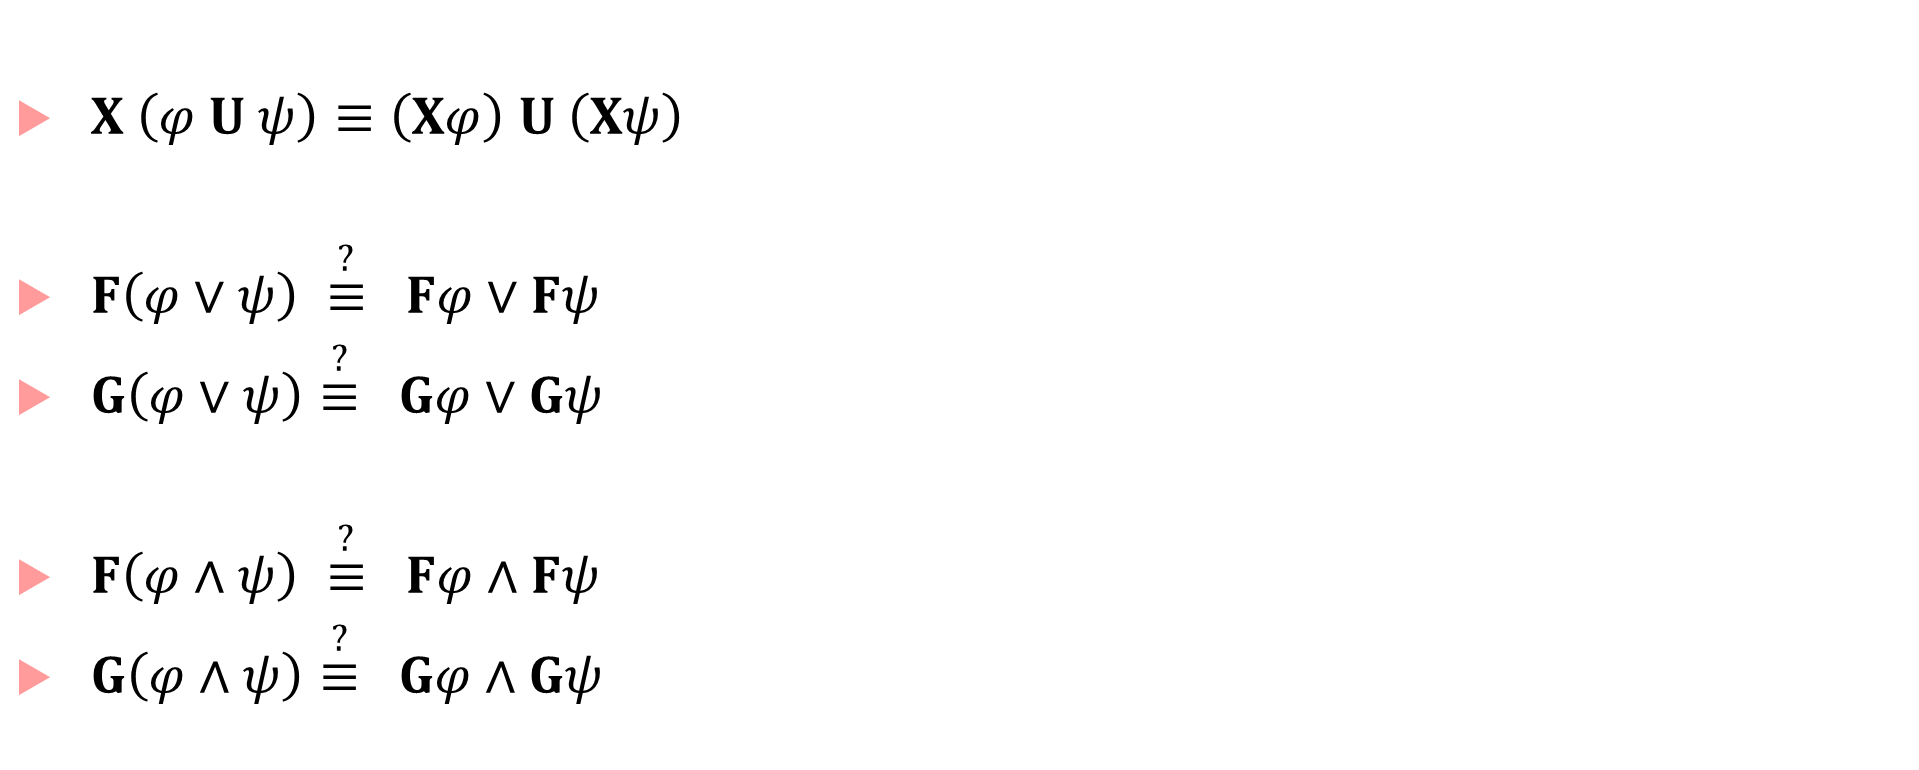 ▶ X (φ U ψ) ≡ (Xφ) U (Xψ)
▶ F(φ ∨ ψ) ≡? Fφ ∨ Fψ
▶ G(φ ∨ ψ) ≡? Gφ ∨ Gψ
▶ F(φ ∧ ψ) ≡? Fφ ∧ Fψ
▶ G(φ ∧ ψ) ≡? Gφ ∧ Gψ